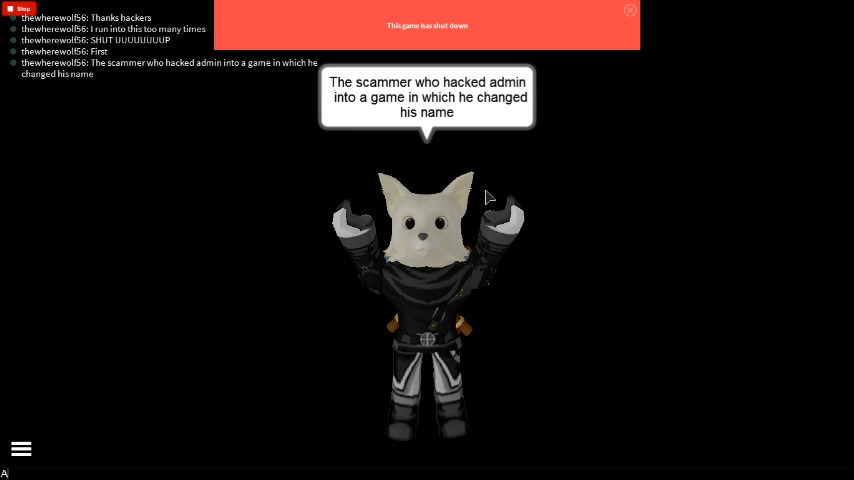 Stop
thewherewolf56: Thanks hackers
thewherewolf56: I run into this too many times
thewherewolf56: SHUT UUUUUUUUP
thewherewolf56: First
thewherewolf56: The scammer who hacked admin into a game in which he
changed his name
This game has shut down
The scammer who hacked admin
into a game in which he changed
his name
A